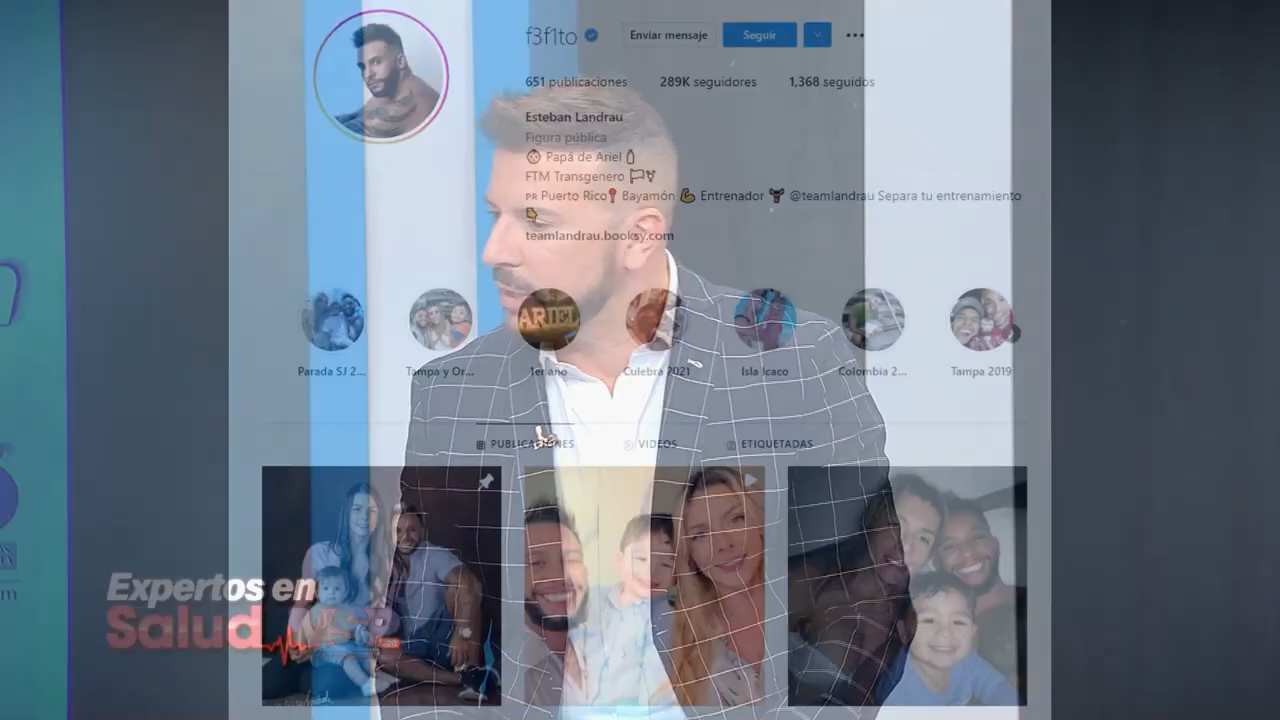 f3f1to
Enviar mensaje
Seguir
651 publicaciones 289K seguidores 1,368 seguidos
Esteban Landrau
Figura pública
Papá de Ariel
FTM Transgenero
PR Puerto Rico Bayamón Entrenador @teamlandrau Separa tu entrenamiento
teamlandrau.booksy.com
ARIEL
Parada SJ 2... Tampa y Or... 1er año Culebra 2021 Isla Icaco Colombia 2... Tampa 2019
PUBLICACIONES VIDEOS ETIQUETADAS
Expertos en
Salud